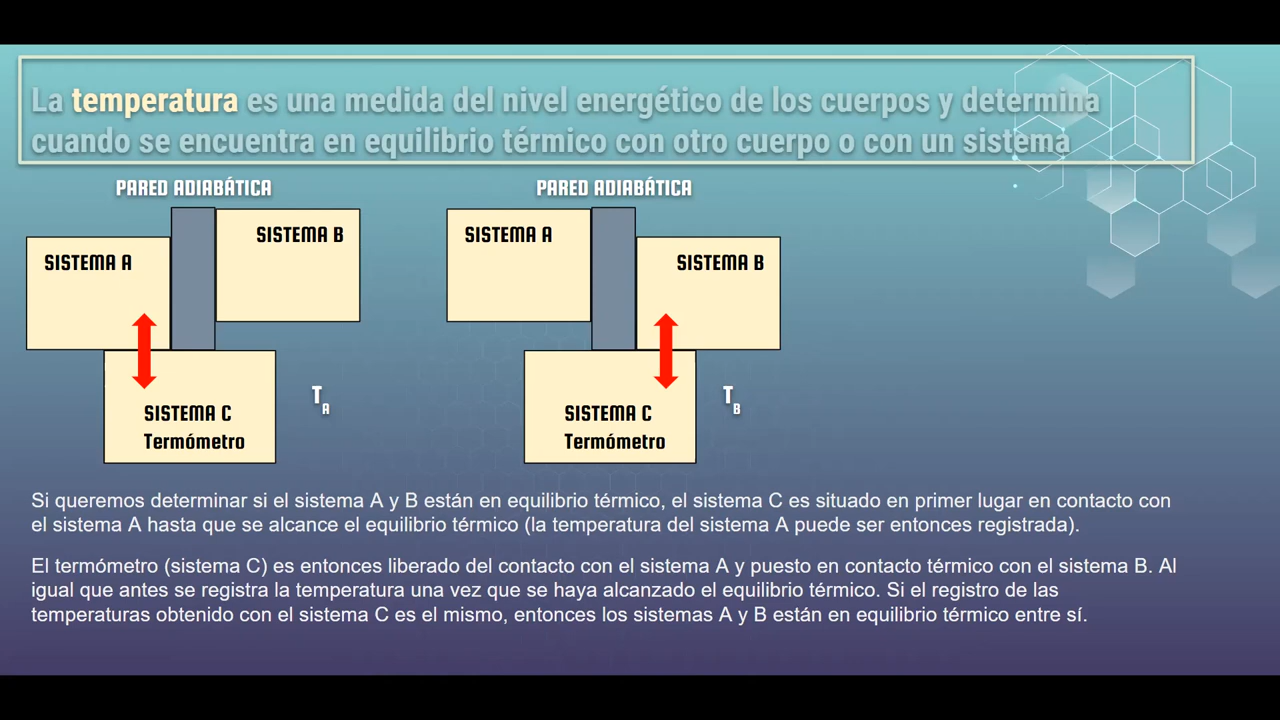 La temperatura es una medida del nivel energético de los cuerpos y determina
cuando se encuentra en equilibrio térmico con otro cuerpo o con un sistema
PARED ADIABÁTICA
SISTEMA A
SISTEMA B
SISTEMA C
Termómetro
TA
PARED ADIABÁTICA
SISTEMA A
SISTEMA B
SISTEMA C
Termómetro
TB
Si queremos determinar si el sistema A y B están en equilibrio térmico, el sistema C es situado en primer lugar en contacto con
el sistema A hasta que se alcance el equilibrio térmico (la temperatura del sistema A puede ser entonces registrada).
El termómetro (sistema C) es entonces liberado del contacto con el sistema A y puesto en contacto térmico con el sistema B. Al
igual que antes se registra la temperatura una vez que se haya alcanzado el equilibrio térmico. Si el registro de las
temperaturas obtenido con el sistema C es el mismo, entonces los sistemas A y B están en equilibrio térmico entre sí.